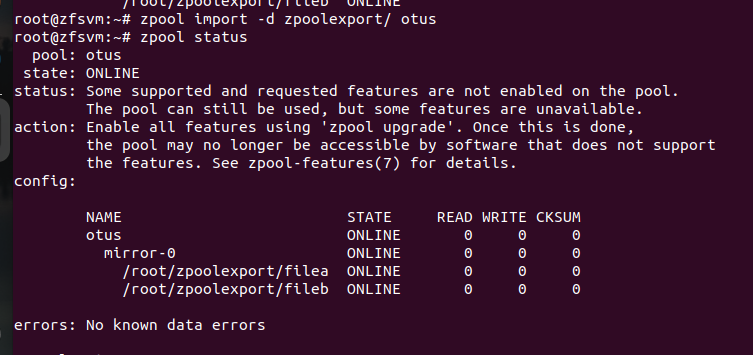 /root/zpoolexport/fileb  ONLINE
root@zfsvm:~# zpool import -d zpoolexport/ otus
root@zfsvm:~# zpool status
  pool: otus
 state: ONLINE
status: Some supported and requested features are not enabled on the pool.
        The pool can still be used, but some features are unavailable.
action: Enable all features using 'zpool upgrade'. Once this is done,
        the pool may no longer be accessible by software that does not support
        the features. See zpool-features(7) for details.
config:
        NAME                         STATE     READ WRITE CKSUM
        otus                         ONLINE       0     0     0
          mirror-0                   ONLINE       0     0     0
            /root/zpoolexport/filea  ONLINE       0     0     0
            /root/zpoolexport/fileb  ONLINE       0     0     0
errors: No known data errors